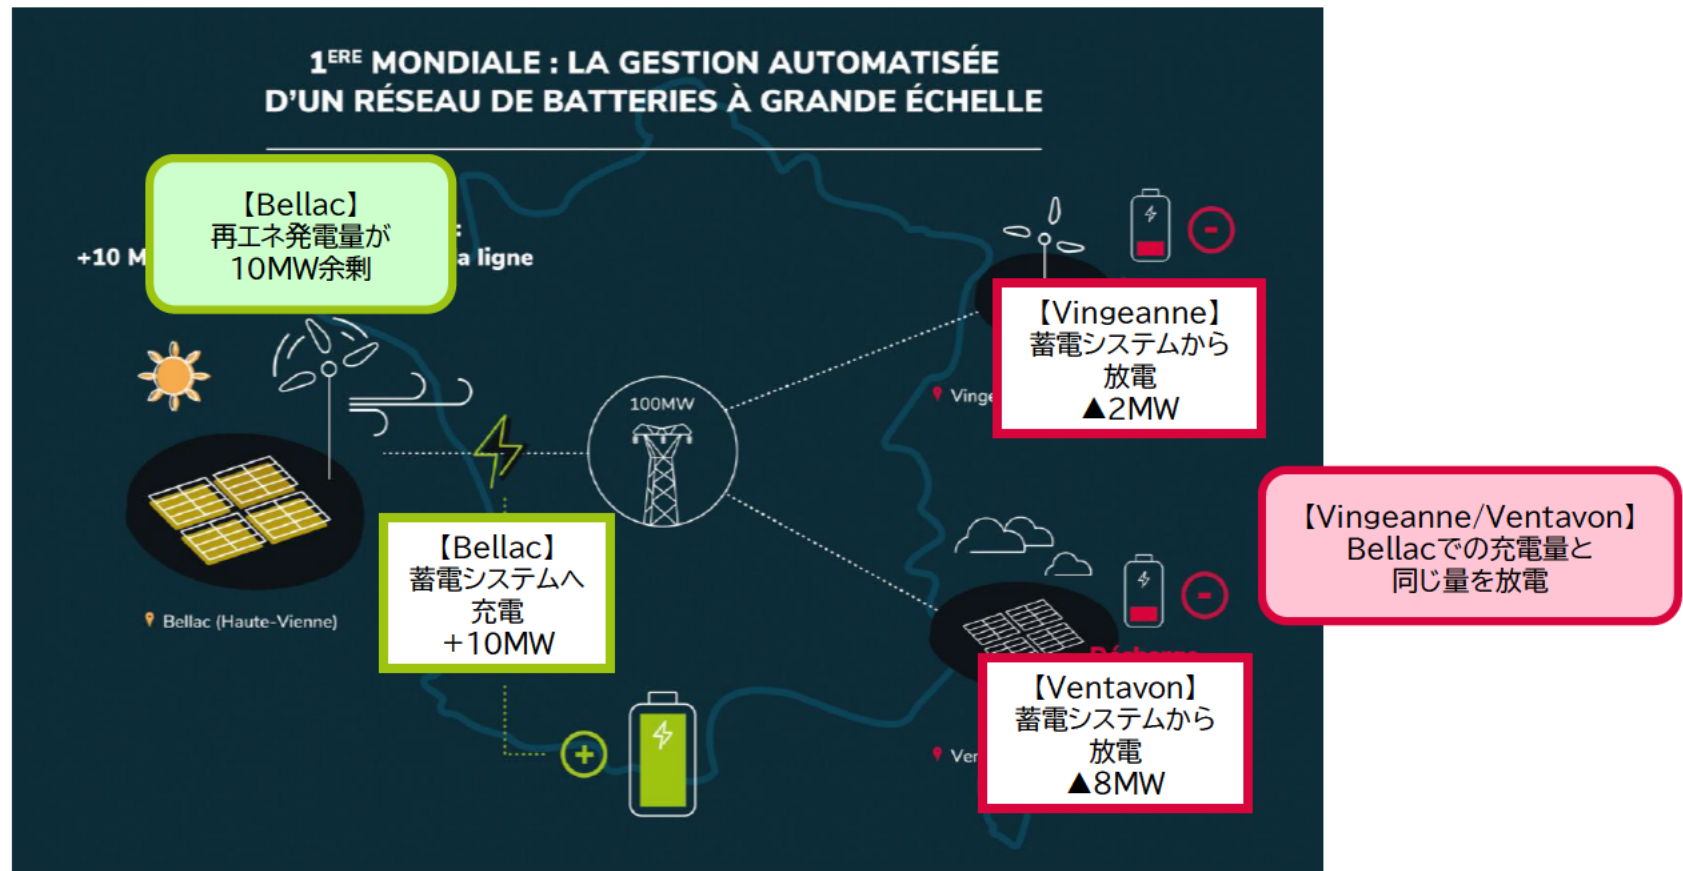 1ERE MONDIALE : LA GESTION AUTOMATISÉE
D'UN RÉSEAU DE BATTERIES À GRANDE ÉCHELLE
【Bellac】
再エネ発電量が
10MW余剰
:
+10 M
a ligne
100MW
【Vingeanne】
蓄電システムから
放電
▲2MW
Vinge
【Bellac】
蓄電システムへ
充電
+10MW
Bellac (Haute-Vienne)
【Vingeanne/Ventavon】
Bellacでの充電量と
同じ量を放電
【Ventavon】
蓄電システムから
放電
▲8MW
Ver